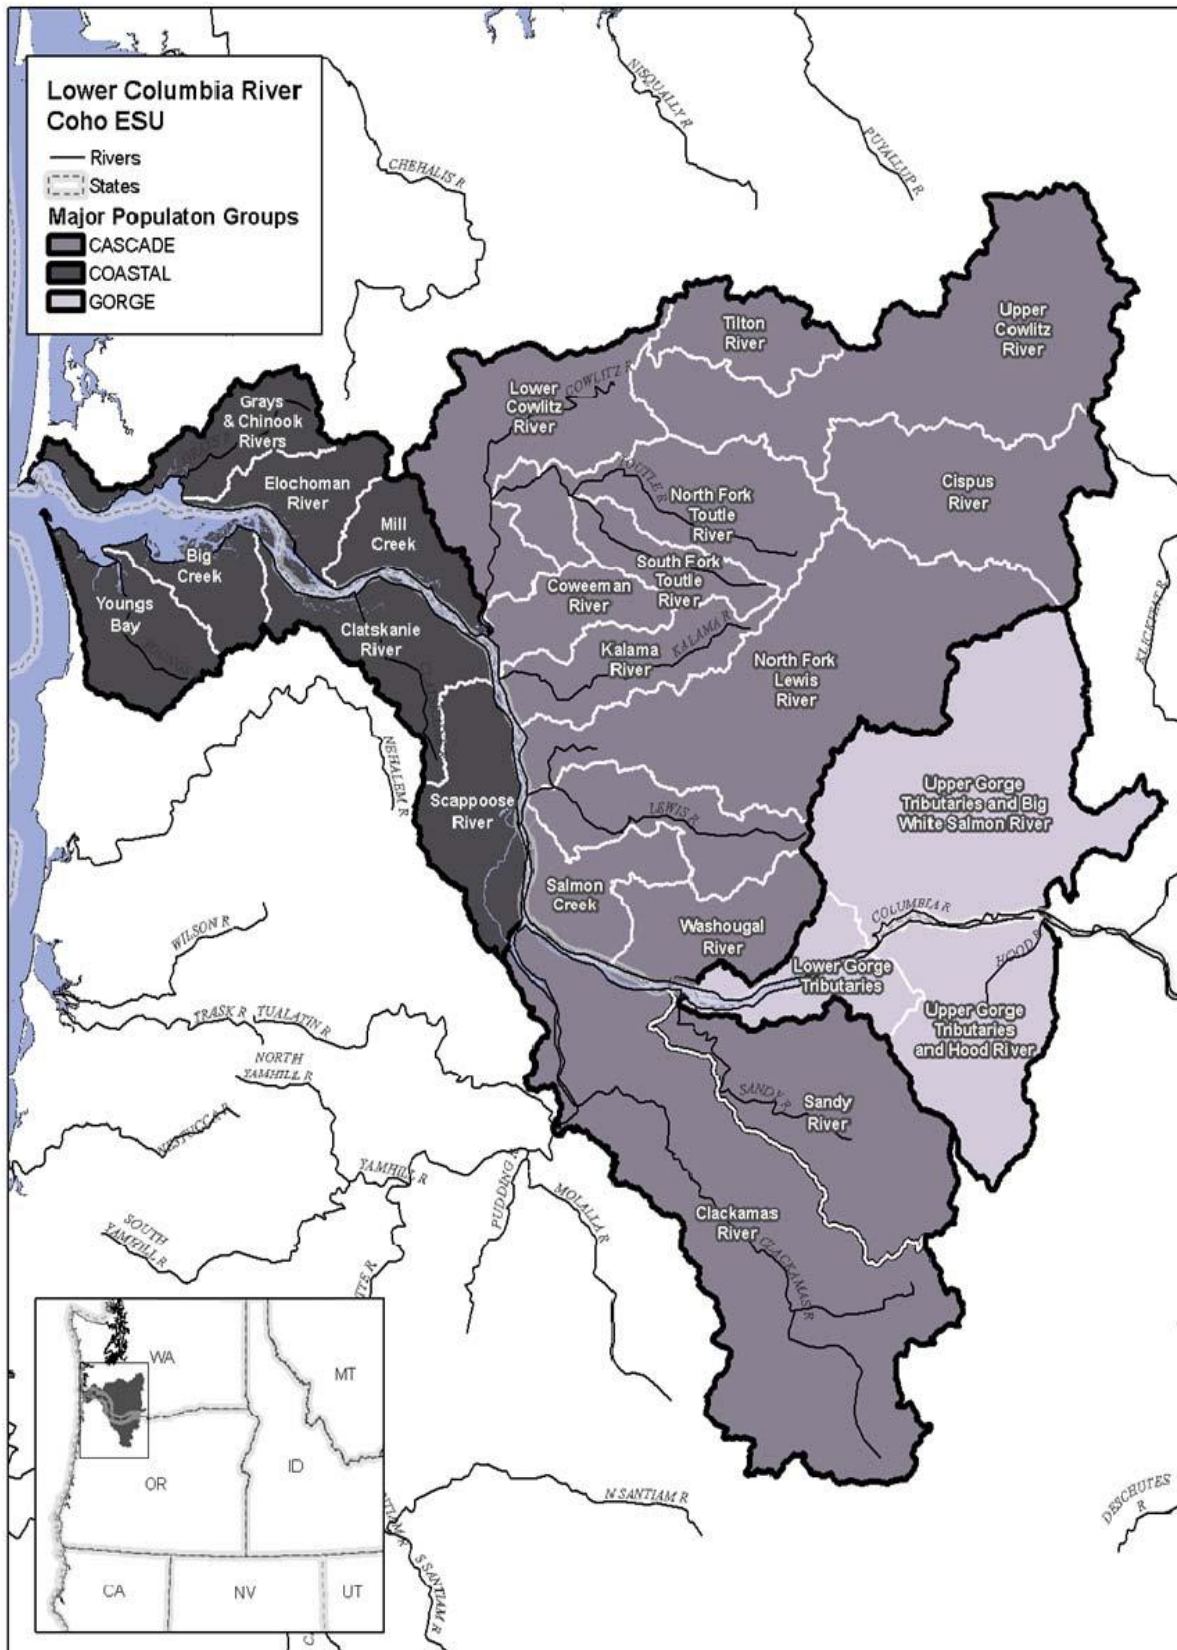 Lower Columbia River
Coho ESU
Rivers
States
Major Populaton Groups
CASCADE
COASTAL
GORGE
NISQUALLY R
PUYALLUP R
CHEHALIS R
Tilton
River
Upper
Cowlitz
River
Lower
Cowlitz
River
COWLITZ R
Grays
& Chinook
Rivers
Elochoman
River
Mill
Creek
TOUTLE R
North Fork
Toutle
River
Cispus
River
Big
Creek
Youngs
Bay
Clatskanie
River
Coweeman
River
South Fork
Toutle
River
Kalama
River
KALAMA R
North Fork
Lewis
River
KLICKITAT R
NEHALEM R
Scappoose
River
LEWIS R
Upper Gorge
Tributaries and Big
White Salmon River
Salmon
Creek
Washougal
River
COLUMBIA R
HOOD R
Lower Gorge
Tributaries
Upper Gorge
Tributaries
and Hood River
WILSON R
TRASK R
TUALATIN R
NORTH
YAMHILL R
NESTUCCA R
YAMHILL R
PUDDING R
MOLALLA R
SOUTH
YAMHILL R
SANDY R
Sandy
River
Clackamas
River
CLACKAMAS R
TTE R
WA
MT
OR
ID
CA
NV
UT
N SANTIAM R
S SANTIAM R
DESCHUTES
R